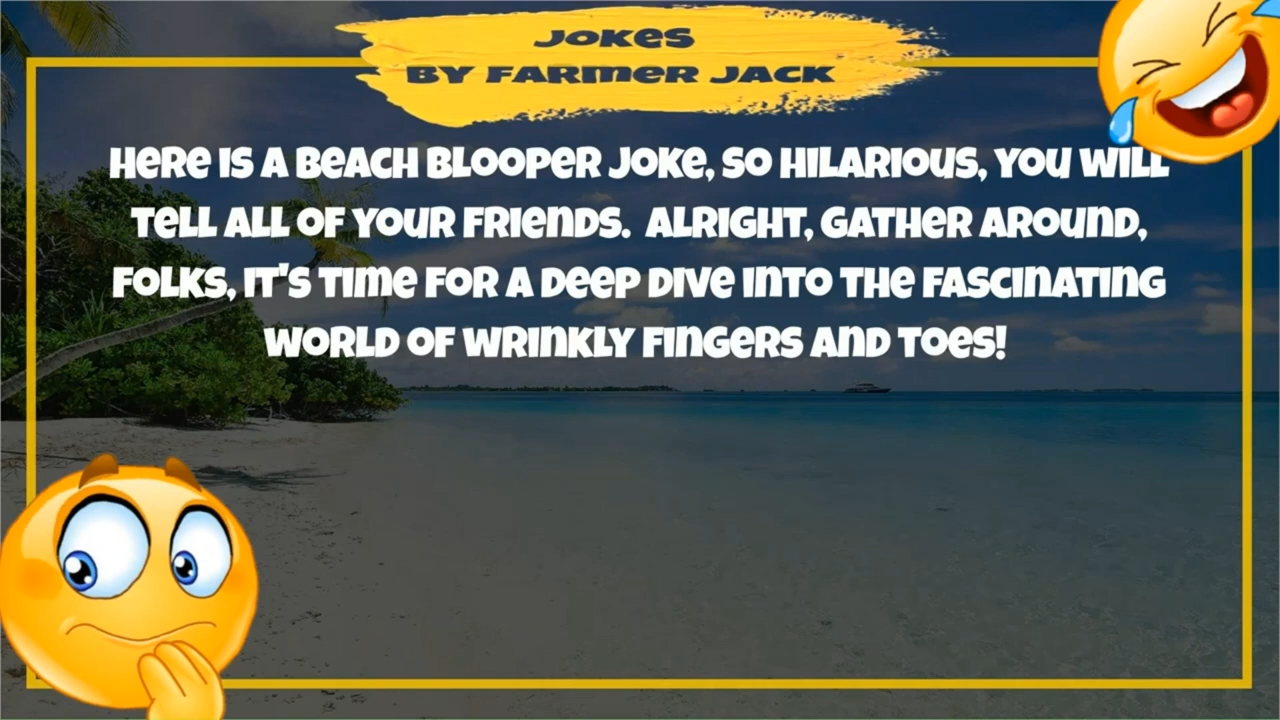 JOKES
BY FARMER JACK
HERE IS A BEACH BLOOPER JOKE, SO HILARIOUS, YOU WILL
TELL ALL OF YOUR FRIENDS.  ALRIGHT, GATHER AROUND,
FOLKS, IT'S TIME FOR A DEEP DIVE INTO THE FASCINATING
WORLD OF WRINKLY FINGERS AND TOES!